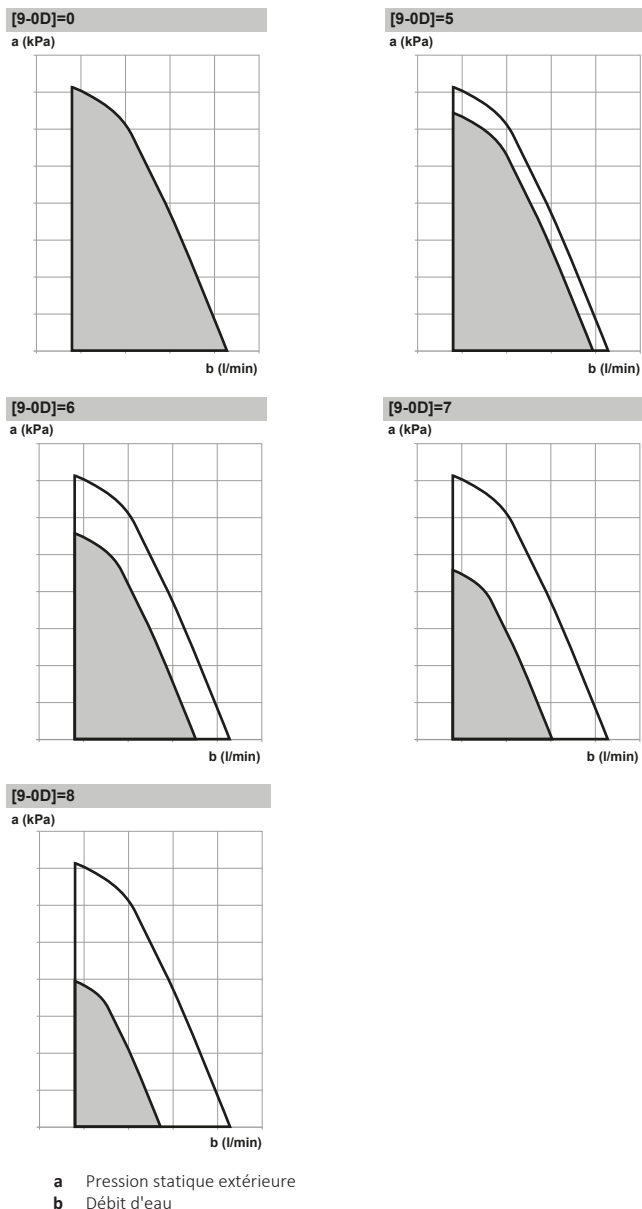 [9-0D]=0
a (kPa)
b (l/min)
[9-0D]=5
a (kPa)
b (l/min)
[9-0D]=6
a (kPa)
b (l/min)
[9-0D]=7
a (kPa)
b (l/min)
[9-0D]=8
a (kPa)
b (l/min)
a Pression statique extérieure
b Débit d'eau